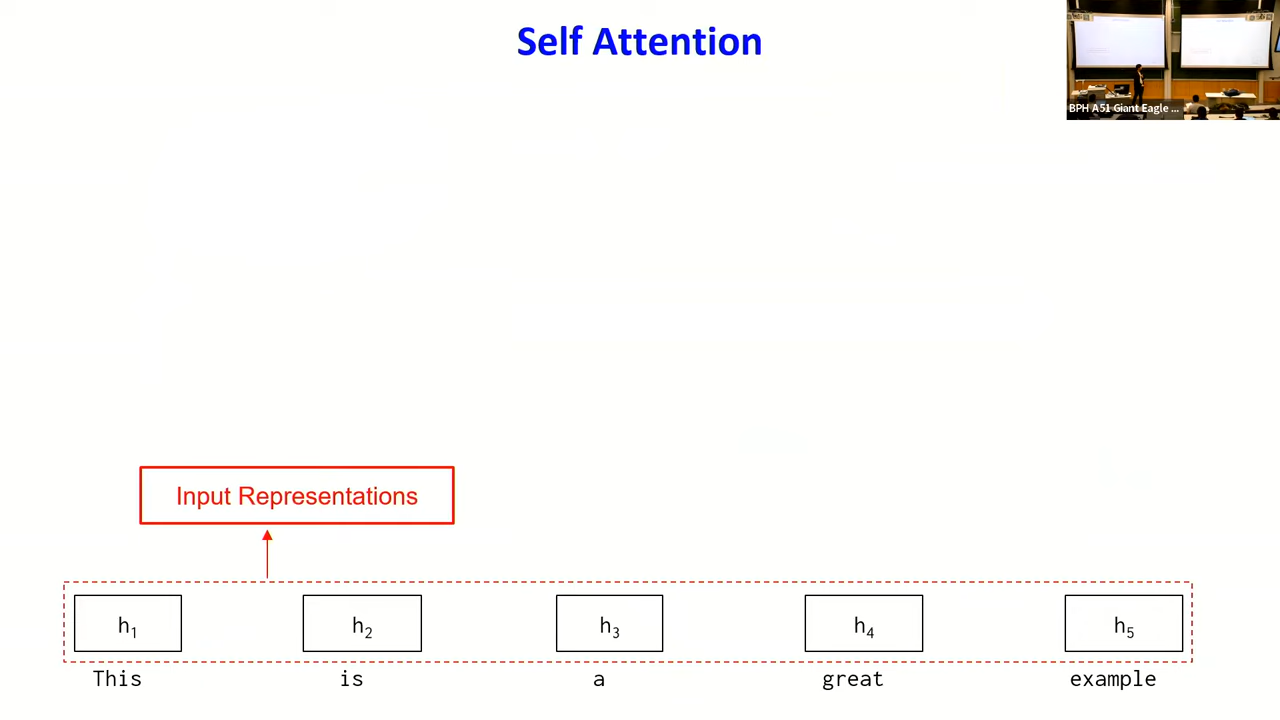 Self Attention
BPH A51 Giant Eagle ...
Input Representations
h₁ h₂ h₃ h₄ h₅
This is a great example